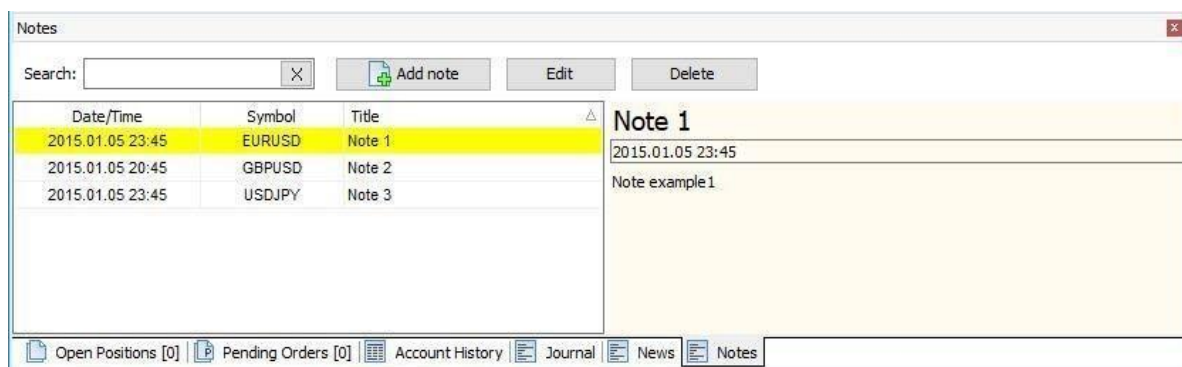 Notes
Search: X Add note Edit Delete
Date/Time Symbol Title
2015.01.05 23:45 EURUSD Note 1
2015.01.05 20:45 GBPUSD Note 2
2015.01.05 23:45 USDJPY Note 3
Note 1
2015.01.05 23:45
Note example1
Open Positions [0] P Pending Orders [0] Account History Journal News Notes